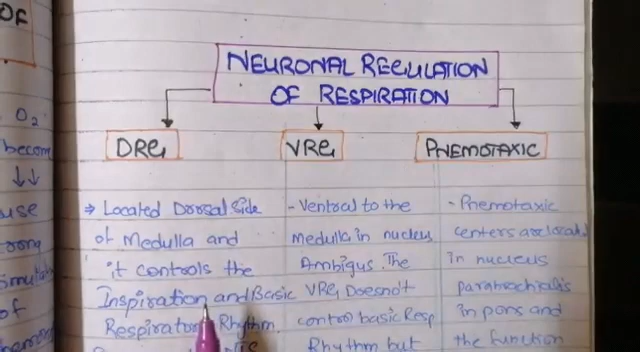 OF
NEURONAL REGULATION
OF RESPIRATION
O2
become
↓↓
use
of
DRG
→ Located Dorsal Side
of Medulla and
it controls the
Inspiration and Basic
Respiratory Rhythm.
VRG
- Ventral to the
Medulla in nucleus
Ambigus. The
VRG Doesn't
control basic Resp
Rhythm but
PNEMOTAXIC
- Pnemotaxic
centers are locat
in nucleus
parabrachialis
in pons and
the function